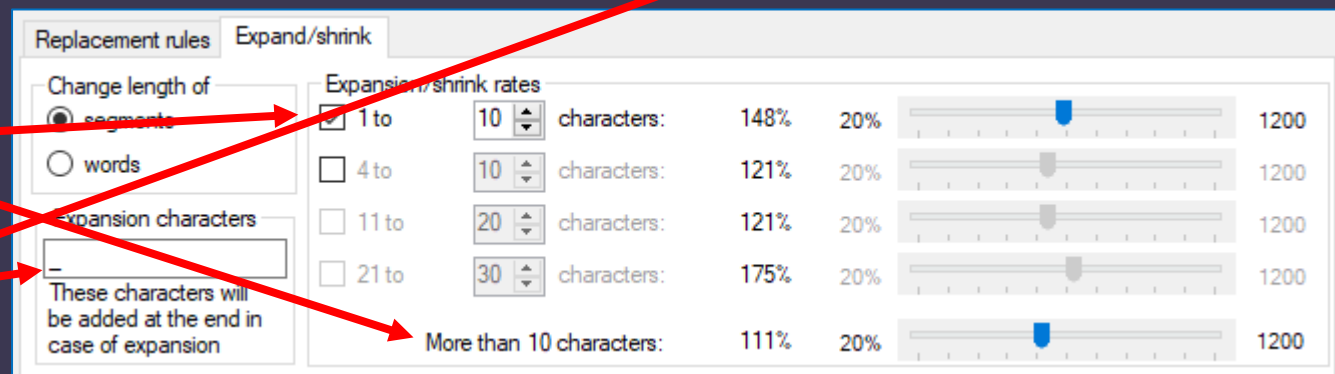 Replacement rules Expand/shrink
Change length of
segments
words
Expansion characters
_
These characters will
be added at the end in
case of expansion
Expansion/shrink rates
1 to 10 characters: 148% 20% 1200
4 to 10 characters: 121% 20% 1200
11 to 20 characters: 121% 20% 1200
21 to 30 characters: 175% 20% 1200
More than 10 characters: 111% 20% 1200